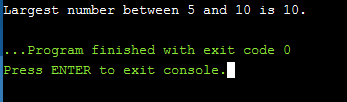 Largest number between 5 and 10 is 10.
...Program finished with exit code 0
Press ENTER to exit console.